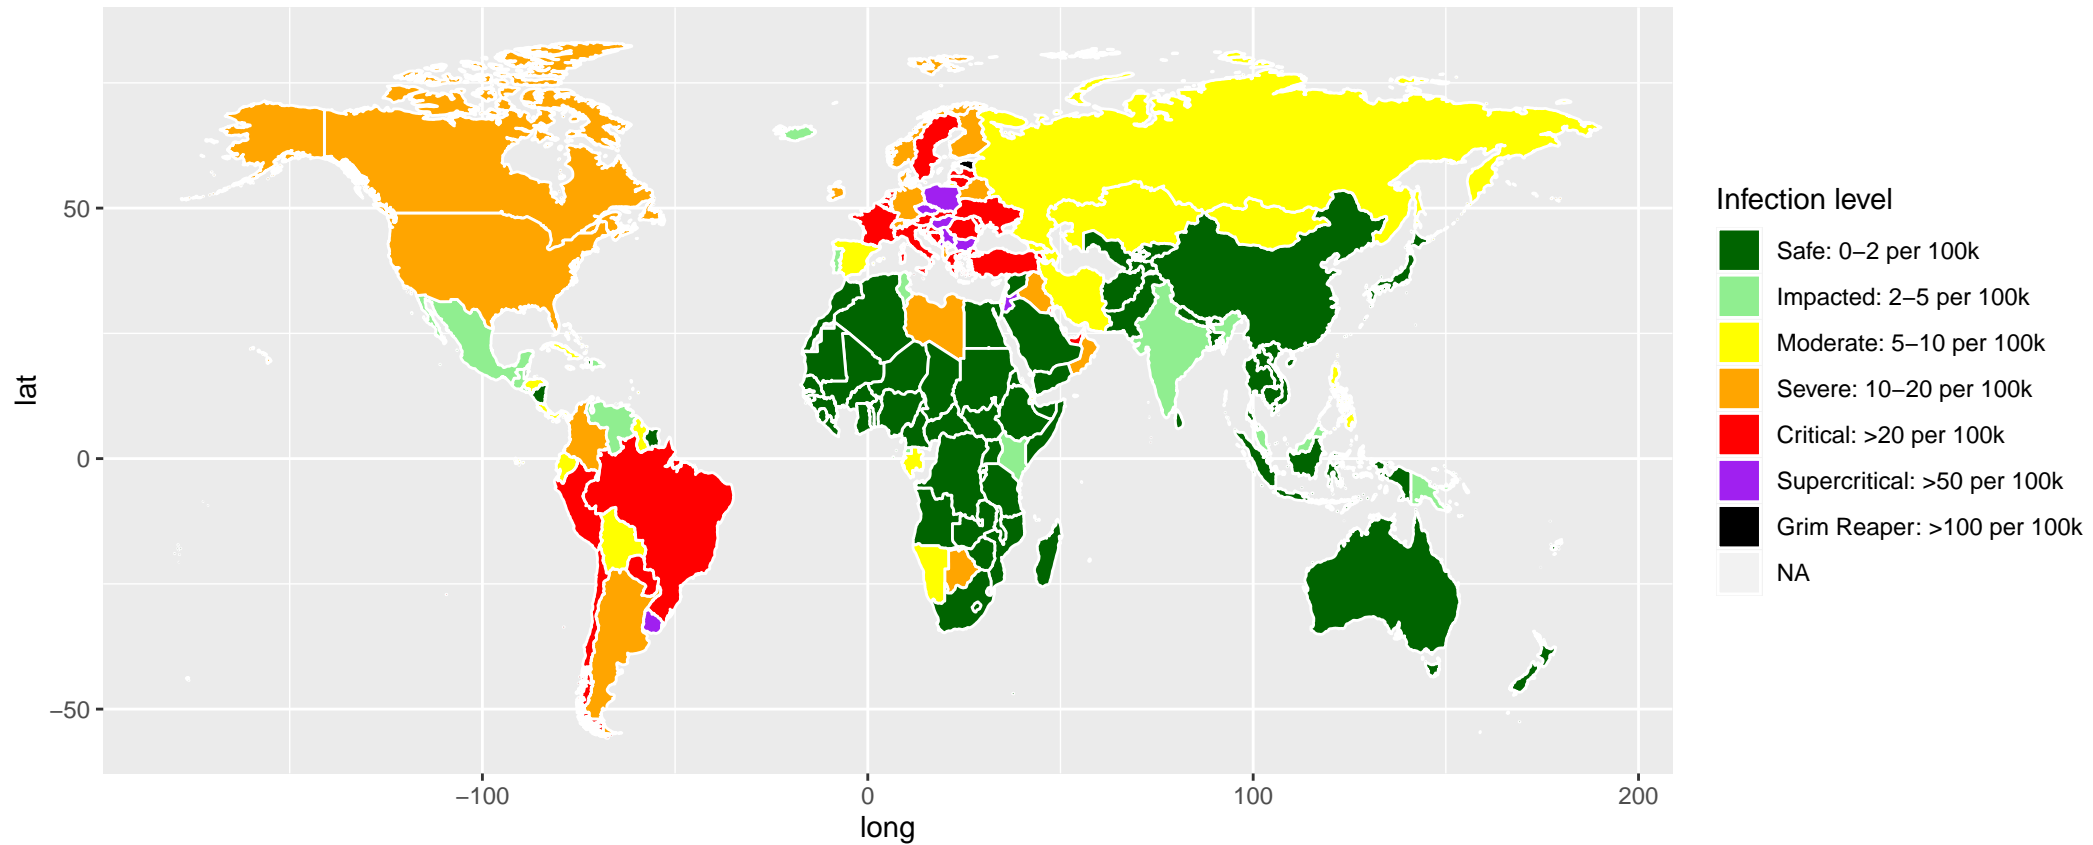 Infection level
Safe: 0–2 per 100k
Impacted: 2–5 per 100k
Moderate: 5–10 per 100k
Severe: 10–20 per 100k
Critical: >20 per 100k
Supercritical: >50 per 100k
Grim Reaper: >100 per 100k
NA
lat
50
0
−50
−100
0
100
200
long